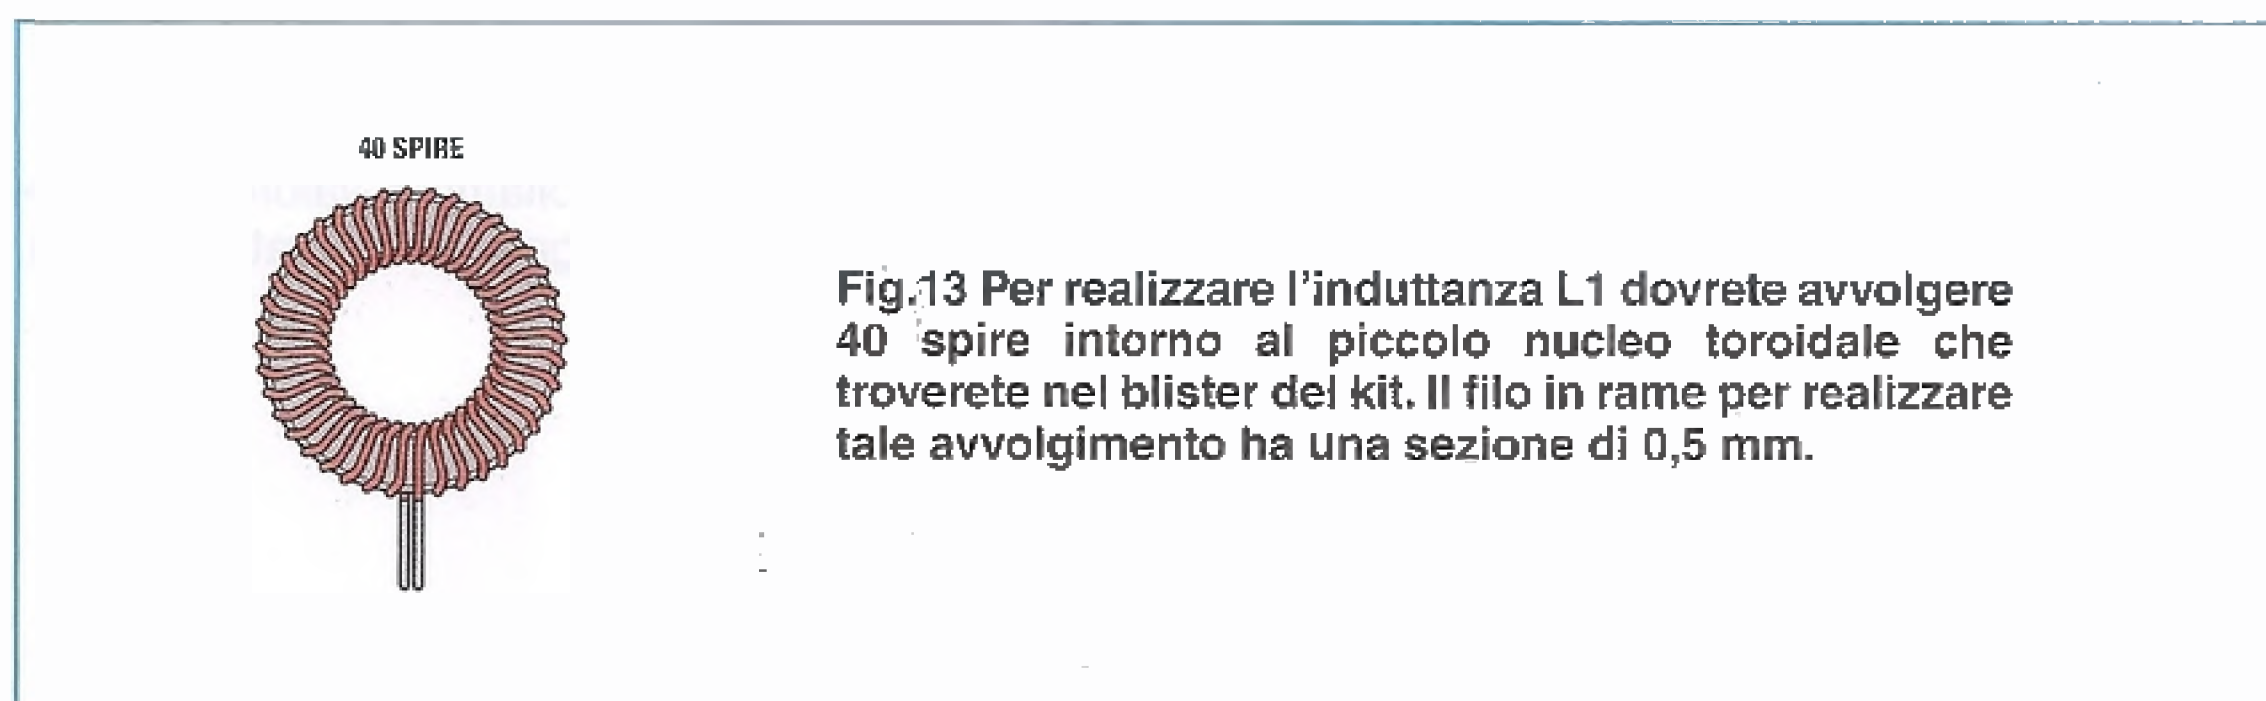 40 SPIRE
Fig.13 Per realizzare l'induttanza L1 dovrete avvolgere
40 spire intorno al piccolo nucleo toroidale che
troverete nel blister del kit. Il filo in rame per realizzare
tale avvolgimento ha una sezione di 0,5 mm.